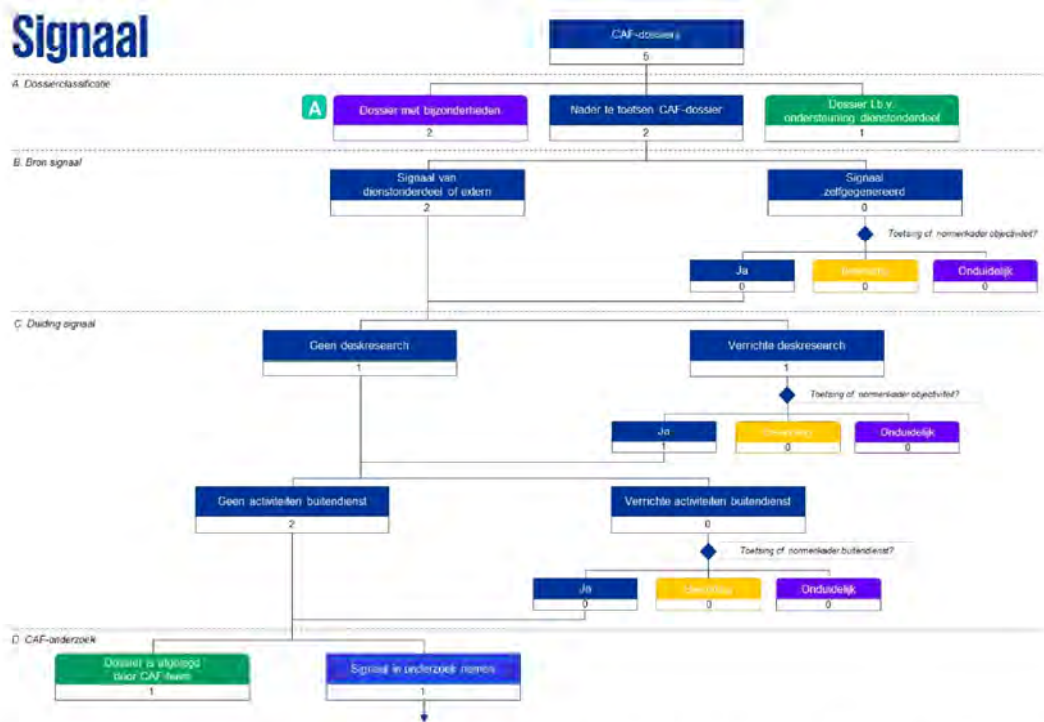 Signaal
CAF-dossiers
5
A. Dossierclassificatie
A
Dossier met bijzonderheden
2
Nader te toetsen CAF-dossier
2
Dossier i.b.v.
ondersteuning dienstonderdeel
1
B. Bron signaal
Signaal van
dienstonderdeel of extern
2
Signaal
zelfgegenereerd
0
Toetsing cf. normenkader objectiviteit?
Ja
0
0
Onduidelijk
0
C. Duiding signaal
Geen deskresearch
1
Verrichte deskresearch
1
Toetsing cf. normenkader objectiviteit?
Ja
1
0
Onduidelijk
0
Geen activiteiten buitendienst
2
Verrichte activiteiten buitendienst
0
Toetsing cf. normenkader buitendienst?
Ja
0
0
Onduidelijk
0
D. CAF-onderzoek
Dossier is afgelegd
door CAF-team
1
Signaal in onderzoek nemen
1